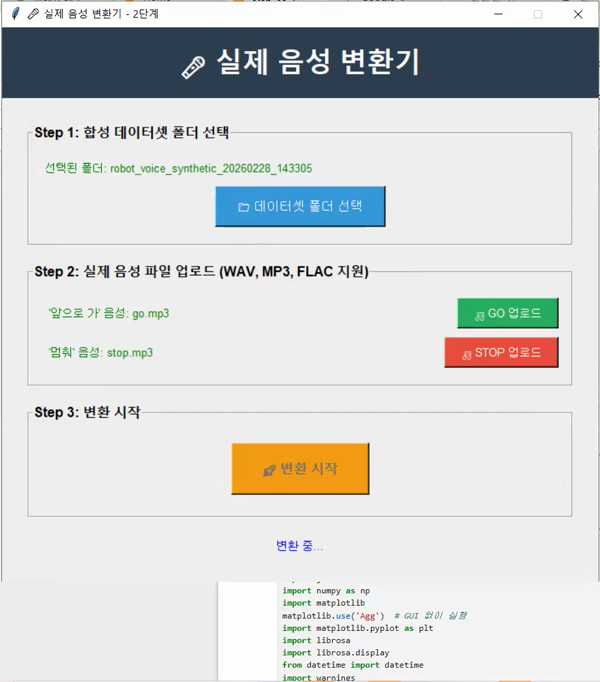 실제 음성 변환기 - 2단계
실제 음성 변환기
Step 1: 합성 데이터셋 폴더 선택
선택된 폴더: robot_voice_synthetic_20260228_143305
데이터셋 폴더 선택
Step 2: 실제 음성 파일 업로드 (WAV, MP3, FLAC 지원)
'앞으로 가' 음성: go.mp3
GO 업로드
'멈춰' 음성: stop.mp3
STOP 업로드
Step 3: 변환 시작
변환 시작
변환 중...
import numpy as np
import matplotlib
matplotlib.use('Agg')  # GUI 없이 실행
import matplotlib.pyplot as plt
import librosa
import librosa.display
from datetime import datetime
import warnings